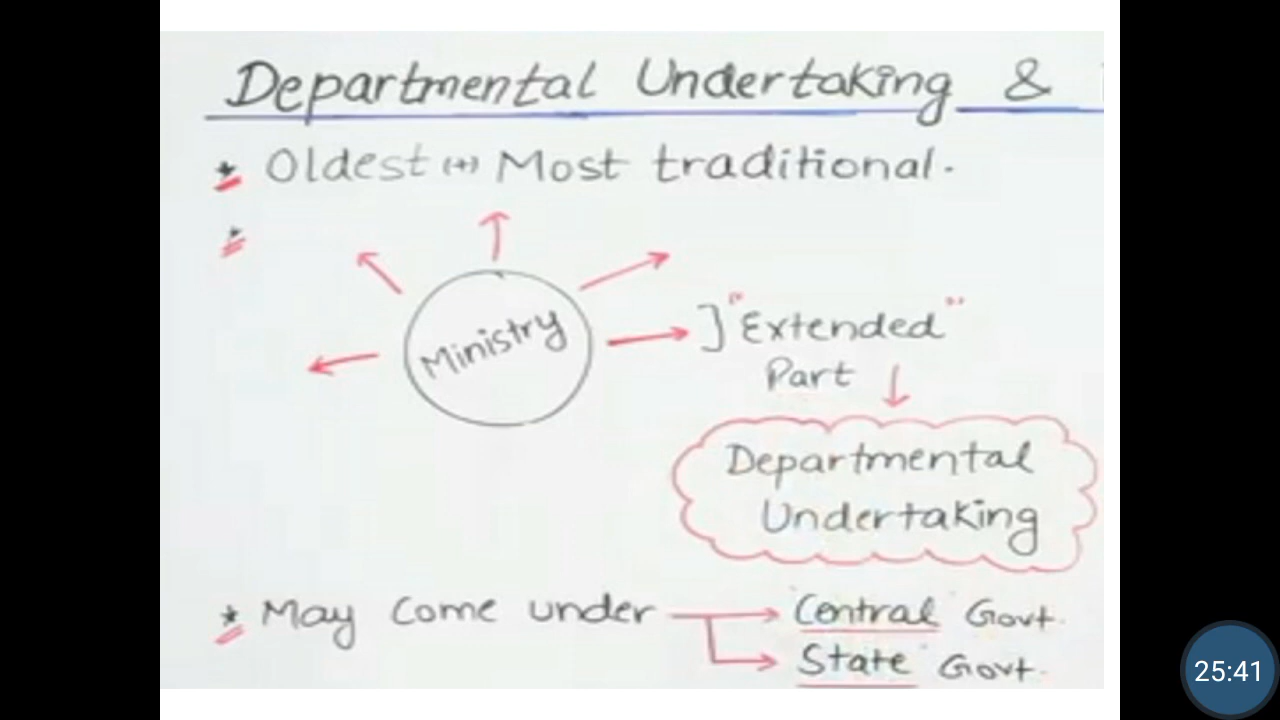 Departmental Undertaking &
* Oldest (+) Most traditional.
*
Ministry
] "Extended"
Part
Departmental
Undertaking
* May come under
Central Govt.
State Govt.
25:41